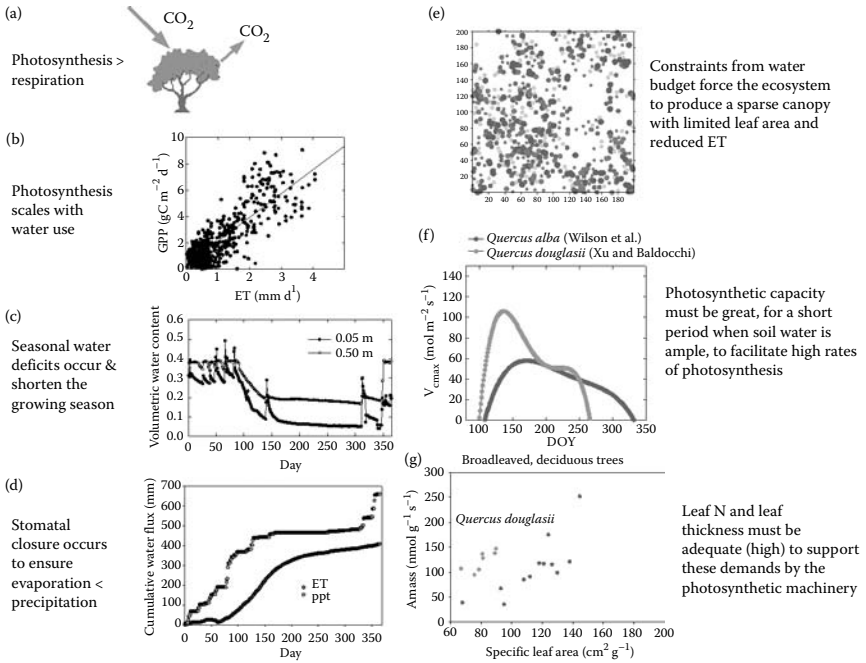 (a)
CO2
CO2
Photosynthesis >
respiration
(b)
Photosynthesis
scales with
water use
GPP (gC m−2 d−1)
10
8
6
4
2
0
0 1 2 3 4
ET (mm d1)
(c)
Seasonal water
deficits occur &
shorten the
growing season
Volumetric water content
0.6
0.5
0.4
0.3
0.2
0.1
0.0
0.05 m
0.50 m
0 50 100 150 200 250 300 350
Day
(d)
Stomatal
closure occurs
to ensure
evaporation <
precipitation
Cumulative water flux (mm)
700
600
500
400
300
200
100
0
ET
ppt
0 50 100 150 200 250 300 350
Day
(e)
200
180
160
140
120
100
80
60
40
20
0
20 40 60 80 100 120 140 160 180
Constraints from water
budget force the ecosystem
to produce a sparse canopy
with limited leaf area and
reduced ET
(f)
Quercus alba (Wilson et al.)
Quercus douglasii (Xu and Baldocchi)
Vcmax (mol m−2 s−1)
140
120
100
80
60
40
20
0
50 100 150 200 250 300 350
DOY
Photosynthetic capacity
must be great, for a short
period when soil water is
ample, to facilitate high rates
of photosynthesis
(g)
Broadleaved, deciduous trees
Amass (nmol g−1 s−1)
300
250
200
150
100
50
0
Quercus douglasii
60 80 100 120 140 160 180 200
Specific leaf area (cm2 g−1)
Leaf N and leaf
thickness must be
adequate (high) to support
these demands by the
photosynthetic machinery